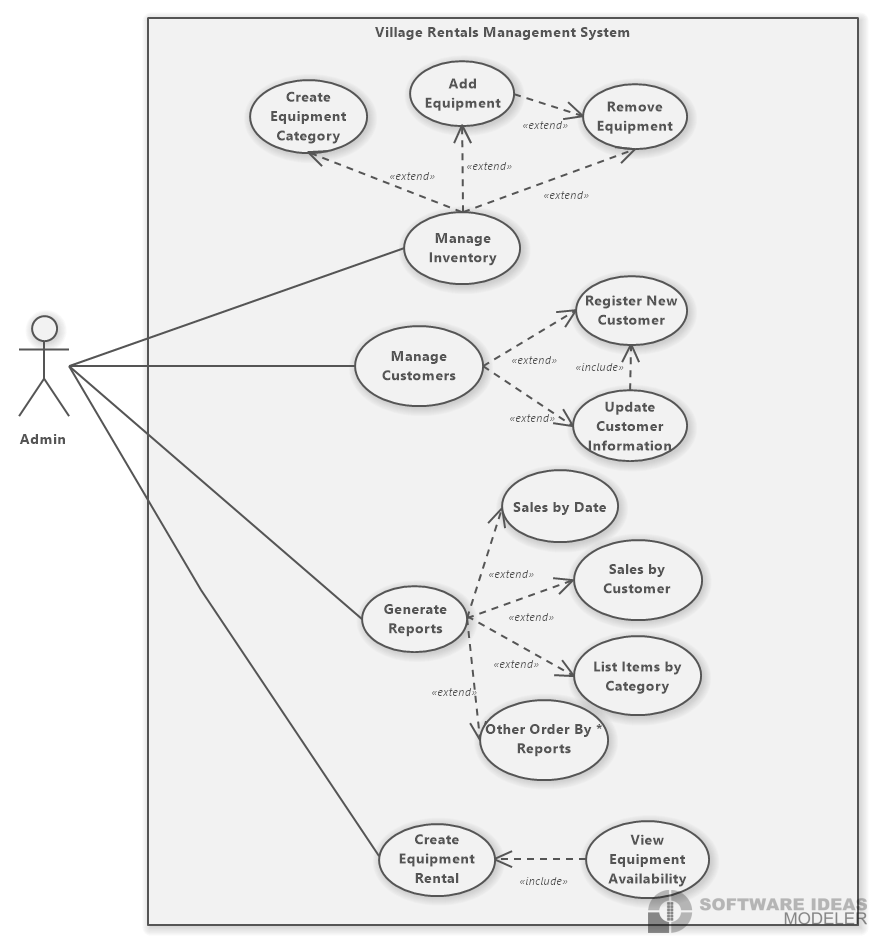 Village Rentals Management System
Create
Equipment
Category
Add
Equipment
Remove
Equipment
«extend»
«extend»
«extend»
«extend»
Manage
Inventory
Register New
Customer
Manage
Customers
«extend»
«include»
«extend»
Update
Customer
Information
Admin
Sales by Date
«extend»
Sales by
Customer
Generate
Reports
«extend»
«extend»
List Items by
Category
«extend»
Other Order By *
Reports
Create
Equipment
Rental
View
Equipment
Availability
«include»
SOFTWARE IDEAS
MODELER